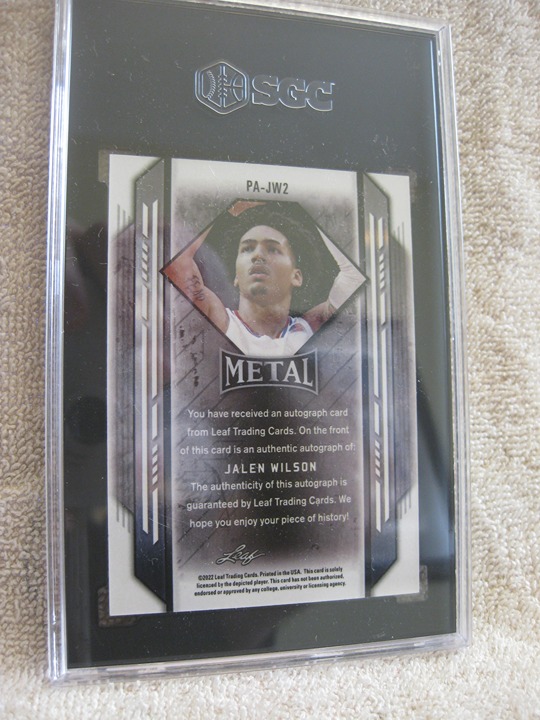 SGC
PA-JW2
METAL
You have received an autograph card
from Leaf Trading Cards. On the front
of this card is an authentic autograph of:
JALEN WILSON
The authenticity of this autograph is
guaranteed by Leaf Trading Cards. We
hope you enjoy your piece of history!
Leaf
©2022 Leaf Trading Cards. Printed in the USA. This card is solely
licensed by the depicted player. This card has not been authorized,
endorsed or approved by any college, university or licensing agency.